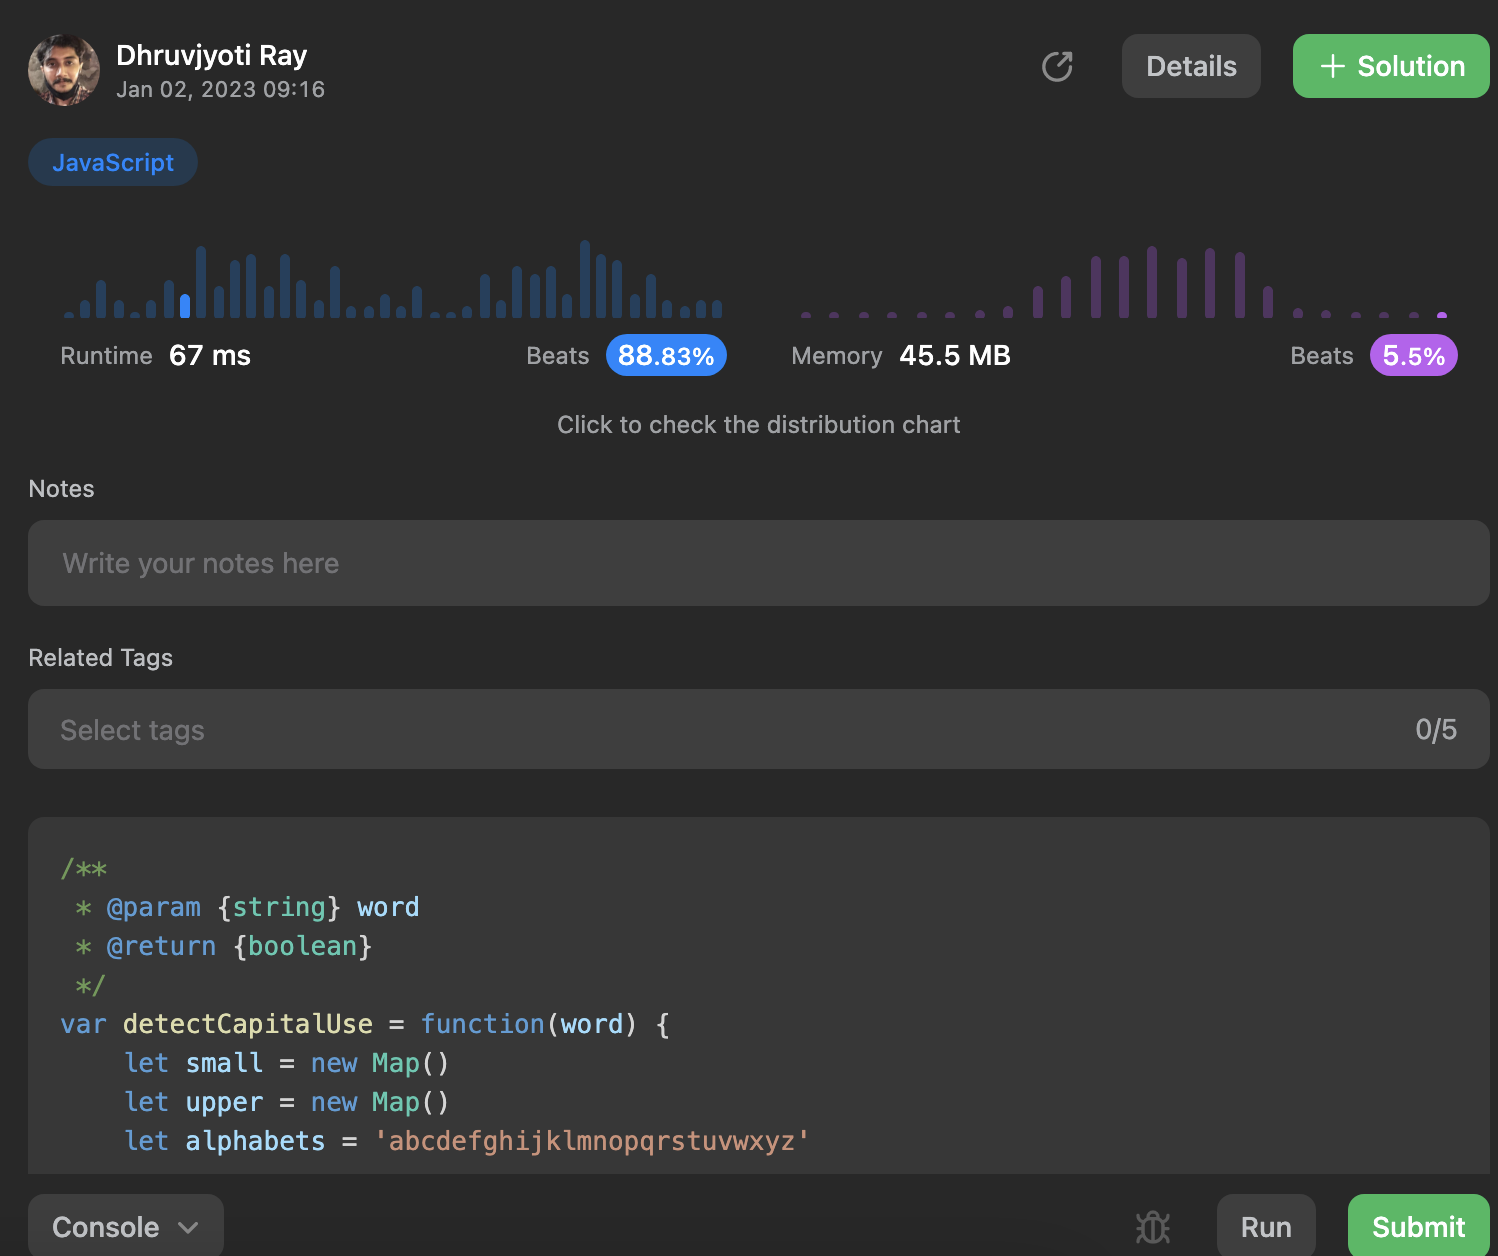 Dhruvjyoti Ray
Jan 02, 2023 09:16
Details
+ Solution
JavaScript
Runtime 67 ms Beats 88.83%
Memory 45.5 MB Beats 5.5%
Click to check the distribution chart
Notes
Write your notes here
Related Tags
Select tags 0/5
/**
 * @param {string} word
 * @return {boolean}
 */
var detectCapitalUse = function(word) {
    let small = new Map()
    let upper = new Map()
    let alphabets = 'abcdefghijklmnopqrstuvwxyz'
Console
Run
Submit